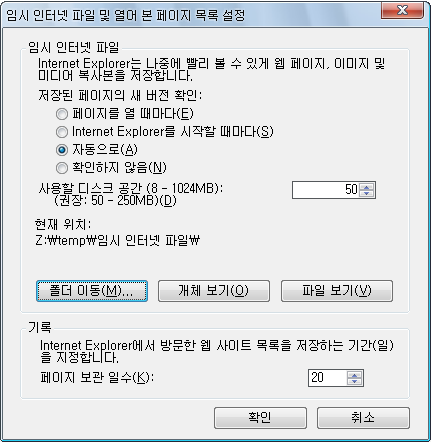 임시 인터넷 파일 및 열어 본 페이지 목록 설정
임시 인터넷 파일
Internet Explorer는 나중에 빨리 볼 수 있게 웹 페이지, 이미지 및
미디어 복사본을 저장합니다.
저장된 페이지의 새 버전 확인:
페이지를 열 때마다(E)
Internet Explorer를 시작할 때마다(S)
자동으로(A)
확인하지 않음(N)
사용할 디스크 공간 (8 - 1024MB): 50
(권장: 50 - 250MB)(D)
현재 위치:
Z:₩temp₩임시 인터넷 파일₩
폴더 이동(M)... 개체 보기(O) 파일 보기(V)
기록
Internet Explorer에서 방문한 웹 사이트 목록을 저장하는 기간(일)
을 지정합니다.
페이지 보관 일수(K): 20
확인 취소